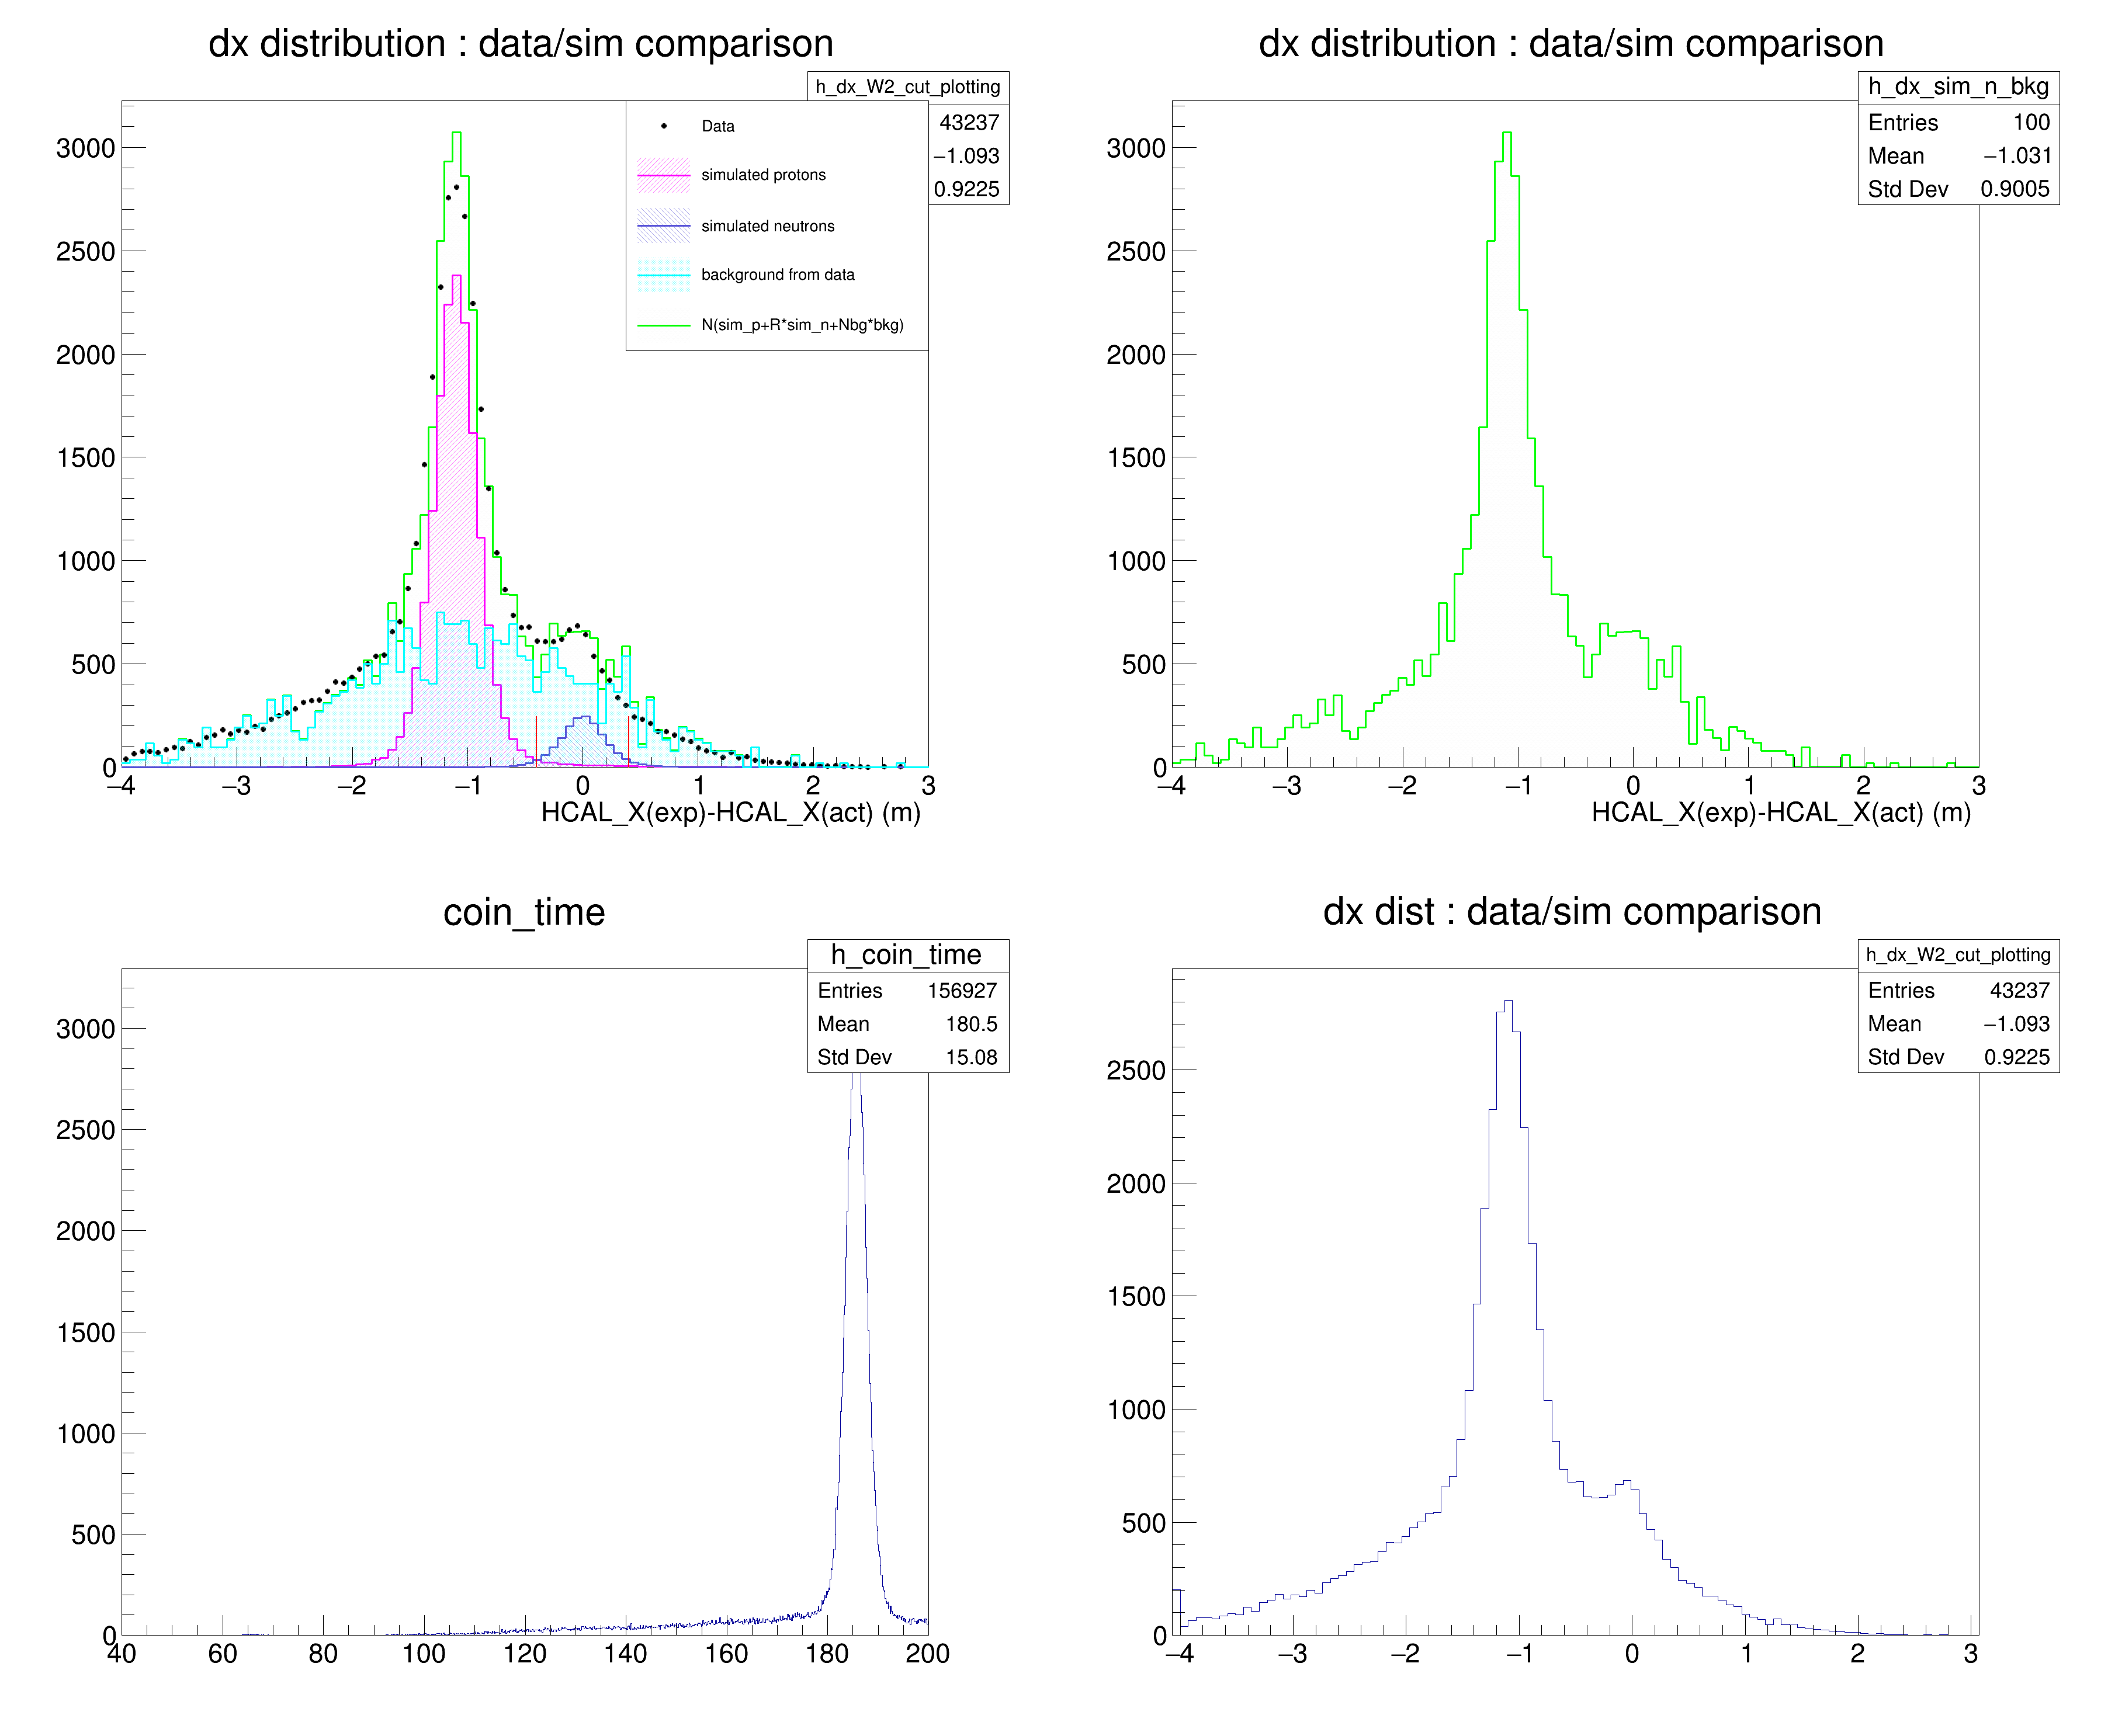 dx distribution : data/sim comparison
h_dx_W2_cut_plotting
43237
−1.093
0.9225
Data
simulated protons
simulated neutrons
background from data
N(sim_p+R*sim_n+Nbg*bkg)
3000
2500
2000
1500
1000
500
0
−4 −3 −2 −1 0 1 2 3
HCAL_X(exp)-HCAL_X(act) (m)
dx distribution : data/sim comparison
h_dx_sim_n_bkg
Entries 100
Mean −1.031
Std Dev 0.9005
3000
2500
2000
1500
1000
500
0
−4 −3 −2 −1 0 1 2 3
HCAL_X(exp)-HCAL_X(act) (m)
coin_time
h_coin_time
Entries 156927
Mean 180.5
Std Dev 15.08
3000
2500
2000
1500
1000
500
0
40 60 80 100 120 140 160 180 200
dx dist : data/sim comparison
h_dx_W2_cut_plotting
Entries 43237
Mean −1.093
Std Dev 0.9225
2500
2000
1500
1000
500
0
−4 −3 −2 −1 0 1 2 3